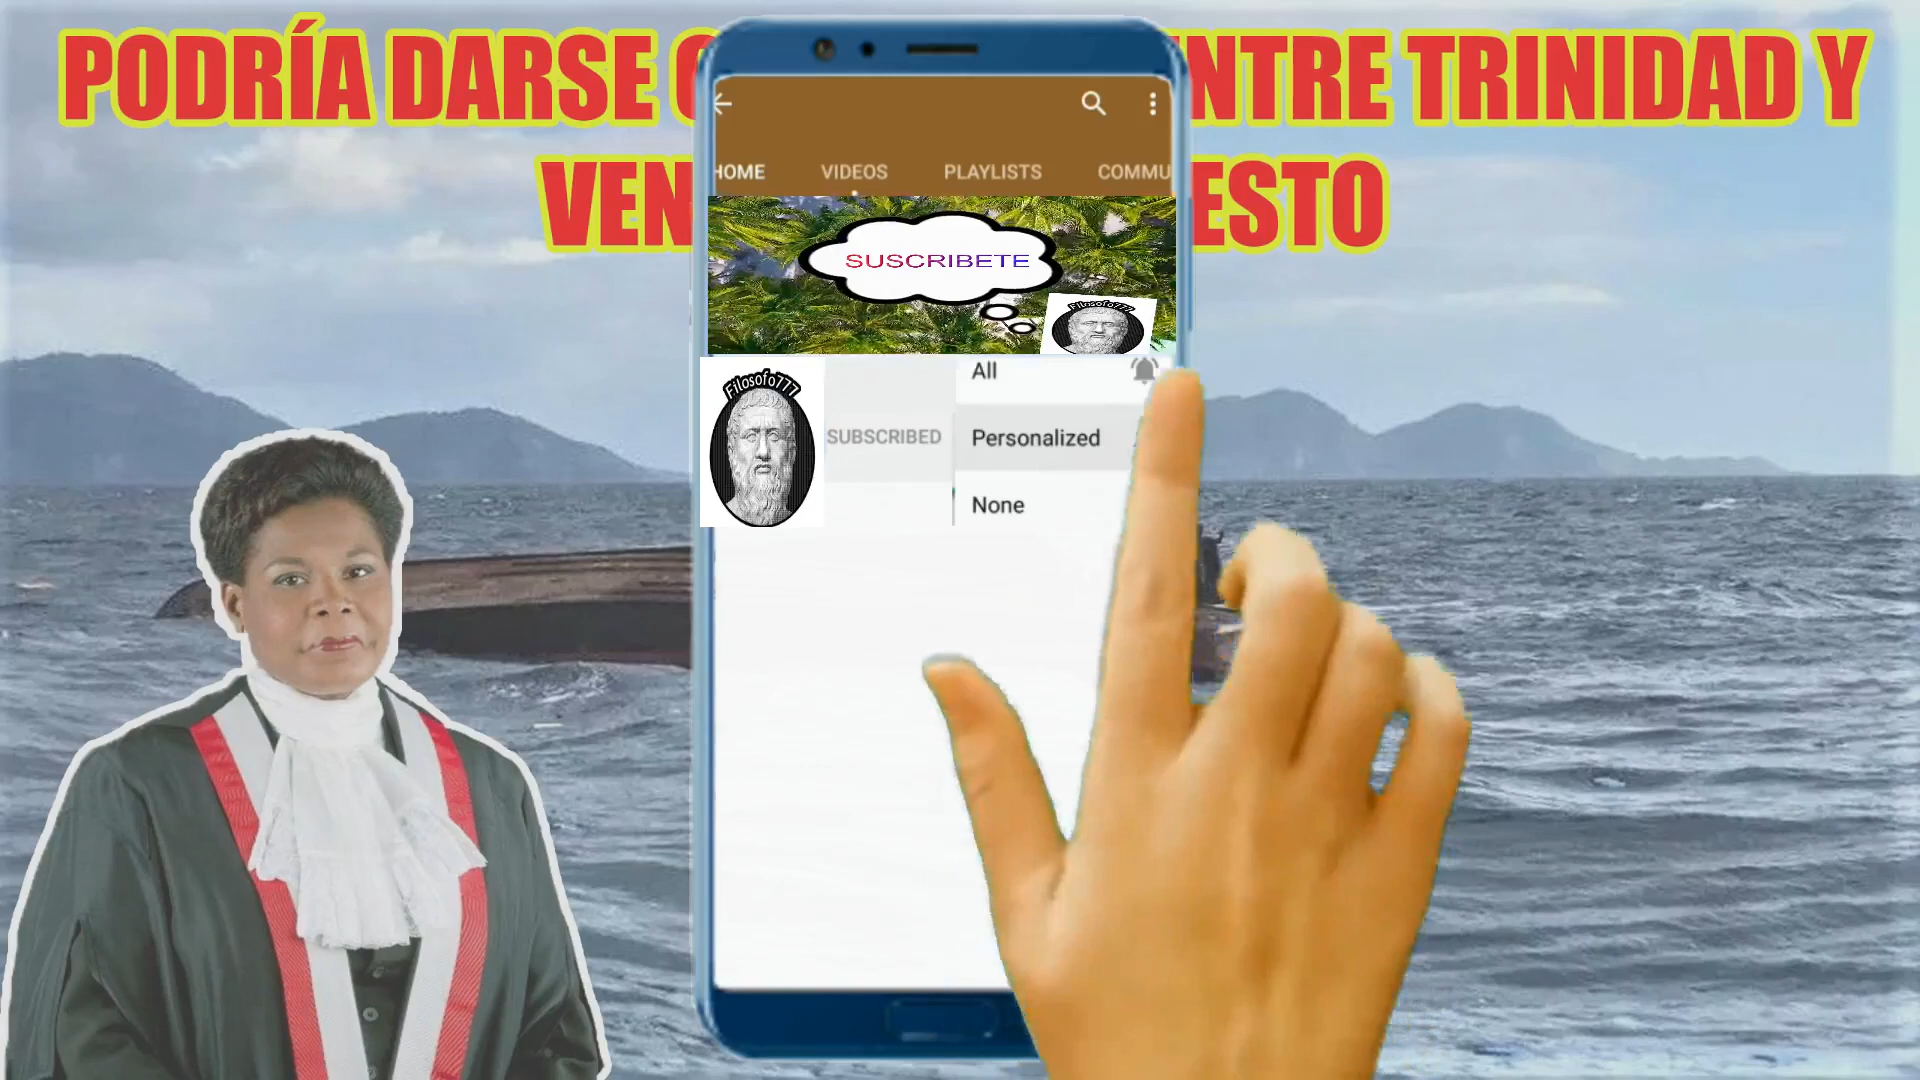 PODRÍA DARSE NTRE TRINIDAD Y
VEN ESTO
HOME VIDEOS PLAYLISTS COMMU
SUSCRIBETE
Filosofo777
Filosofo777
All
SUBSCRIBED
Personalized
None